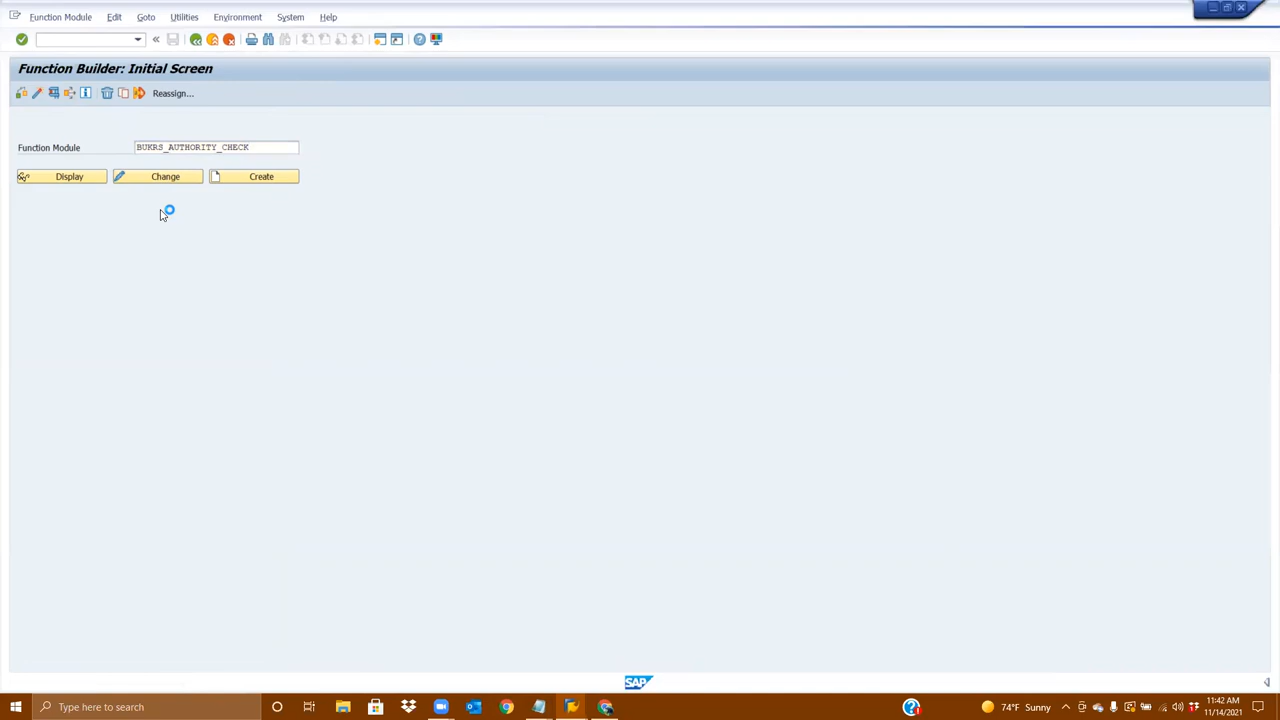 Function Module Edit Goto Utilities Environment System Help
Function Builder: Initial Screen
Reassign...
Function Module BUKRS_AUTHORITY_CHECK
Display Change Create
SAP
Type here to search
74°F Sunny
11:42 AM
11/14/2021